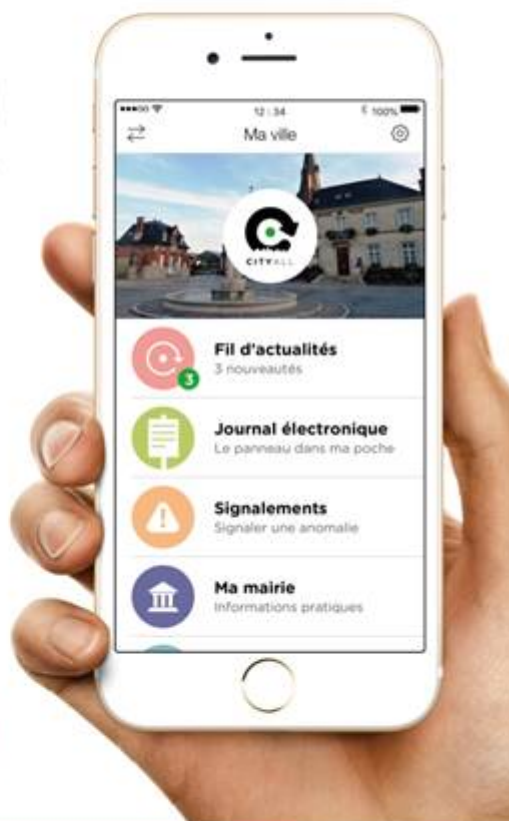 12:34
100%
Ma ville
CITYALL
Fil d'actualités
3 nouveautés
3
Journal électronique
Le panneau dans ma poche
Signalements
Signaler une anomalie
Ma mairie
Informations pratiques